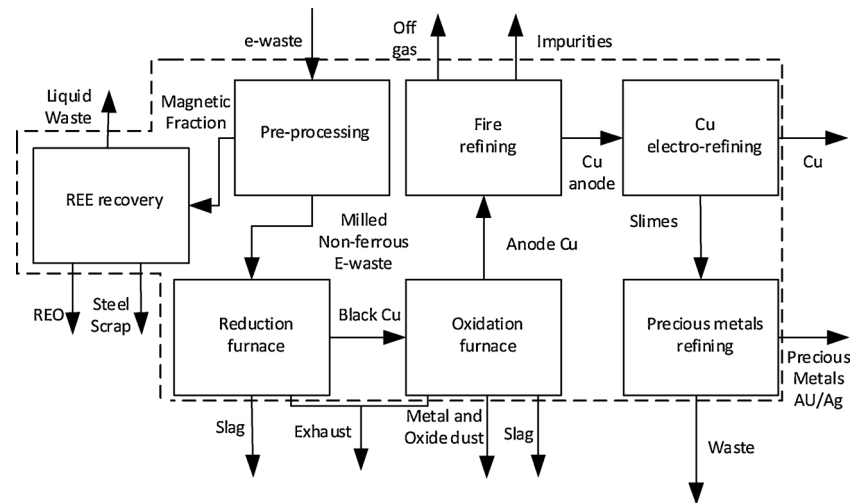 e-waste
Off
gas
Impurities
Liquid
Waste
Magnetic
Fraction
Pre-processing
Fire
refining
Cu
electro-refining
Cu
anode
Cu
REE recovery
Milled
Non-ferrous
E-waste
Anode Cu
Slimes
REO
Steel
Scrap
Reduction
furnace
Black Cu
Oxidation
furnace
Precious metals
refining
Precious
Metals
AU/Ag
Slag
Exhaust
Metal and
Oxide dust
Slag
Waste